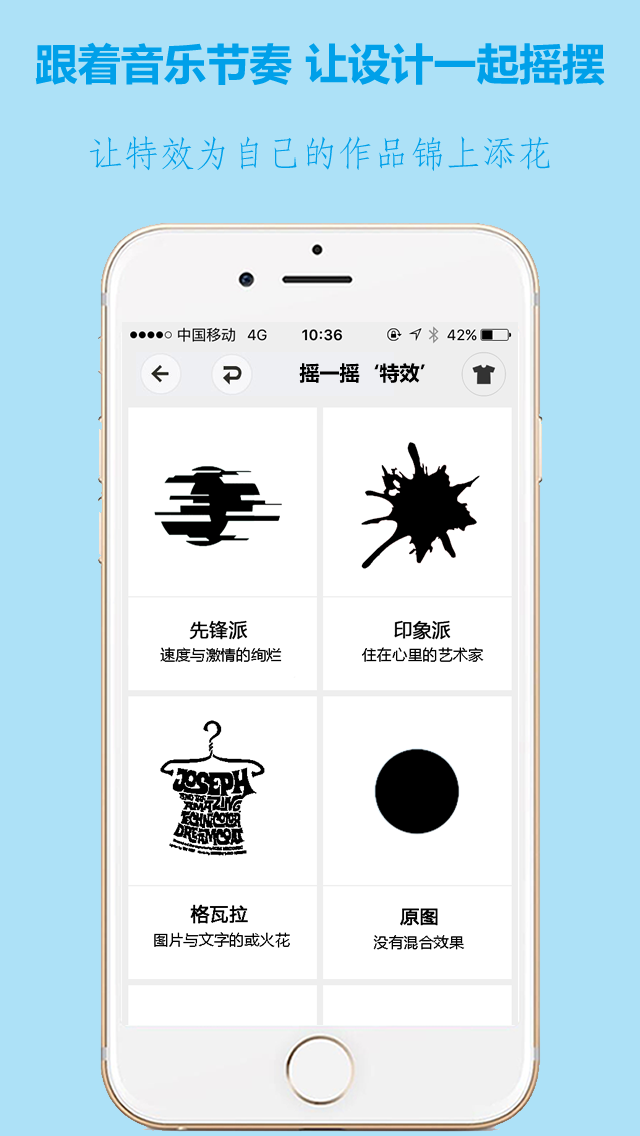 跟着音乐节奏 让设计一起摇摆
让特效为自己的作品锦上添花
中国移动 4G 10:36 42%
摇一摇‘特效’
先锋派
速度与激情的绚烂
印象派
住在心里的艺术家
JOSEPH
AND THE
AMAZING
TECHNICOLOR
DREAMCOAT
格瓦拉
图片与文字的或火花
原图
没有混合效果